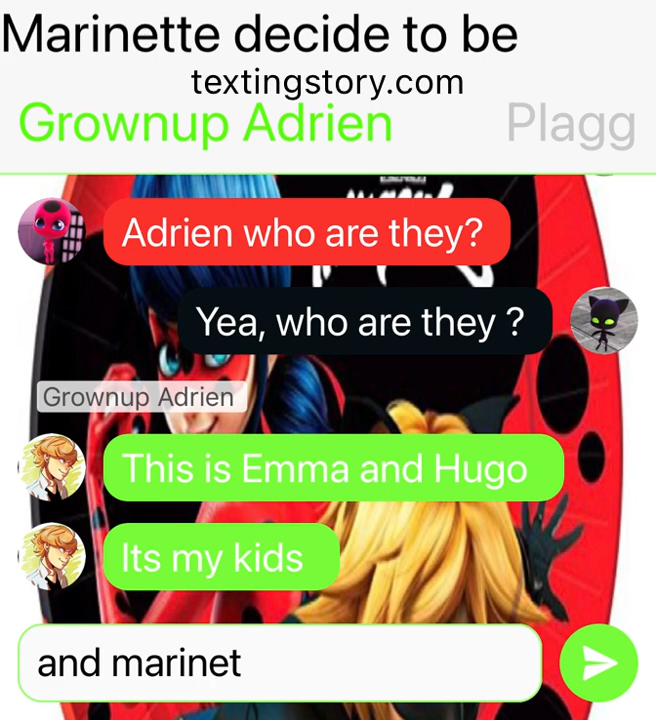 Marinette decide to be
textingstory.com
Grownup Adrien
Plagg
Adrien who are they?
Yea, who are they ?
Grownup Adrien
This is Emma and Hugo
Its my kids
and marinet